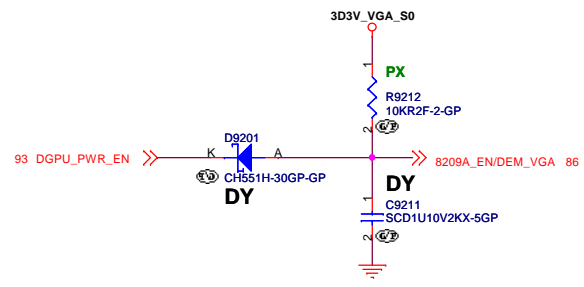 3D3V_VGA_S0
1
PX
R9212
10KR2F-2-GP
2
G/P
D9201
93 DGPU_PWR_EN
K
A
8209A_EN/DEM_VGA 86
CH551H-30GP-GP
DY
DY
1
C9211
SCD1U10V2KX-5GP
2
G/P